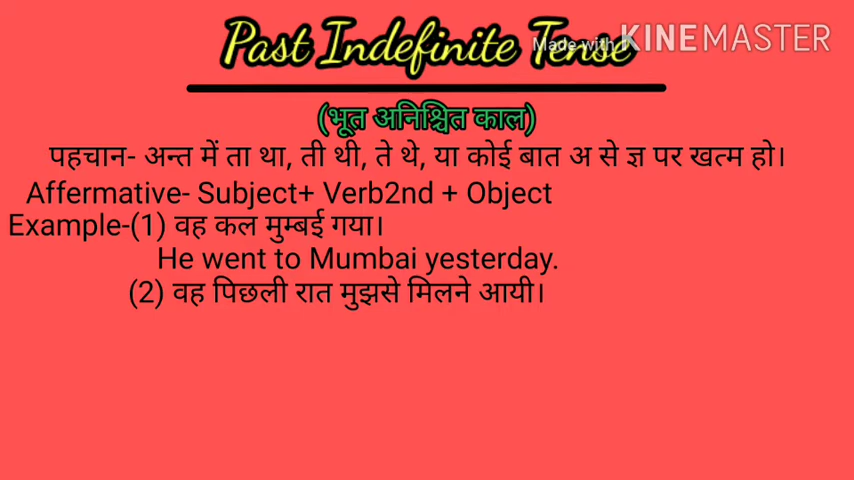 Past Indefinite Tense
Made with KINEMASTER
(भूत अनिश्चित काल)
पहचान- अन्त में ता था, ती थी, ते थे, या कोई बात अ से ज्ञ पर खत्म हो।
Affermative- Subject+ Verb2nd + Object
Example-(1) वह कल मुम्बई गया।
He went to Mumbai yesterday.
(2) वह पिछली रात मुझसे मिलने आयी।